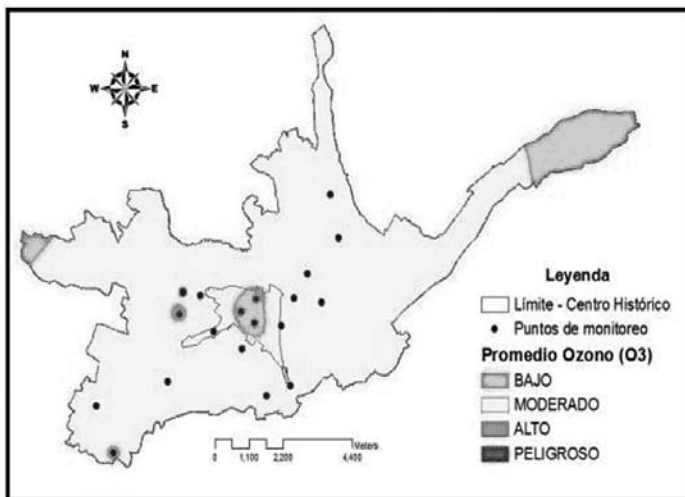 N
W E
S
Leyenda
Límite - Centro Histórico
Puntos de monitoreo
Promedio Ozono (O3)
BAJO
MODERADO
ALTO
PELIGROSO
Meters
0 1,100 2,200 4,400